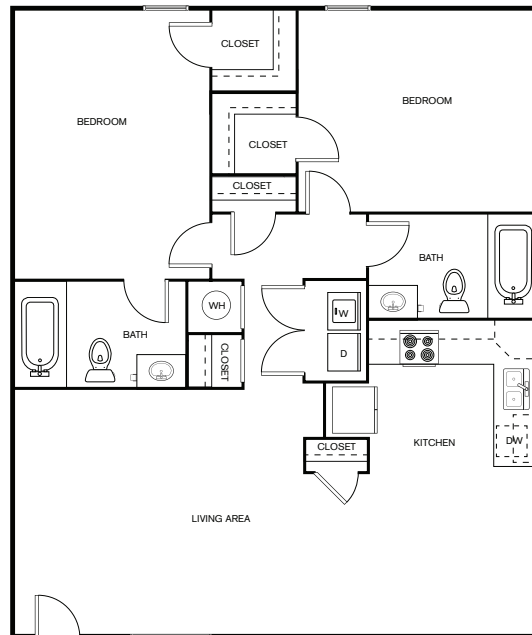 CLOSET
BEDROOM
BEDROOM
CLOSET
CLOSET
BATH
WH
W
BATH
CLOSET
D
KITCHEN
DW
CLOSET
LIVING AREA